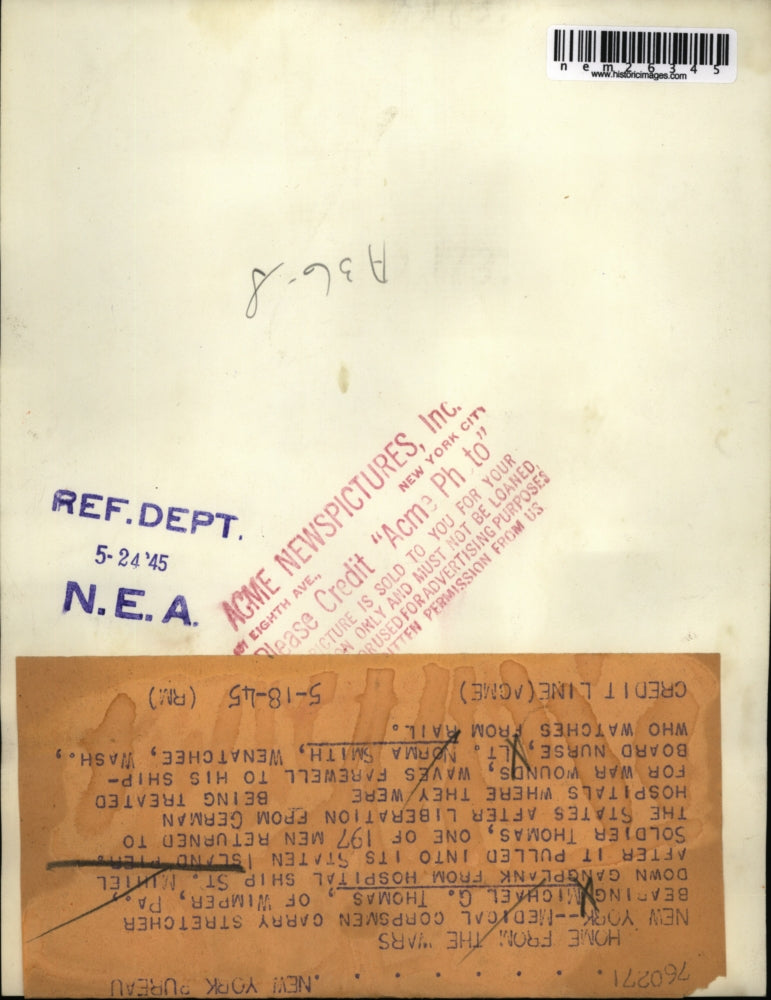 nem26345
www.historicimages.com
A36-8
ACME NEWSPICTURES, Inc.
EIGHTH AVE., NEW YORK CITY
Please Credit "Acme Ph to"
PICTURE IS SOLD TO YOU FOR YOUR
ON ONLY AND MUST NOT BE LOANED,
OR USED FOR ADVERTISING PURPOSES
ITTEN PERMISSION FROM US
REF. DEPT.
5-24'45
N.E.A.
760271 . . . . . . . NEW YORK BUREAU
HOME FROM THE WARS
NEW YORK--MEDICAL CORPSMEN CARRY STRETCHER
BEARING MICHAEL G. THOMAS, OF WIMPER, PA.,
DOWN GANGPLANK FROM HOSPITAL SHIP ST. MUHIEL
AFTER IT PULLED INTO ITS STATEN ISLAND PIER.
SOLDIER THOMAS, ONE OF 197 MEN RETURNED TO
THE STATES AFTER LIBERATION FROM GERMAN
HOSPITALS WHERE THEY WERE BEING TREATED
FOR WAR WOUNDS, WAVES FAREWELL TO HIS SHIP-
BOARD NURSE, LT. NORMA SMITH, WENATCHEE, WASH.,
WHO WATCHES FROM RAIL.
CREDIT LINE (ACME) 5-18-45 (RM)